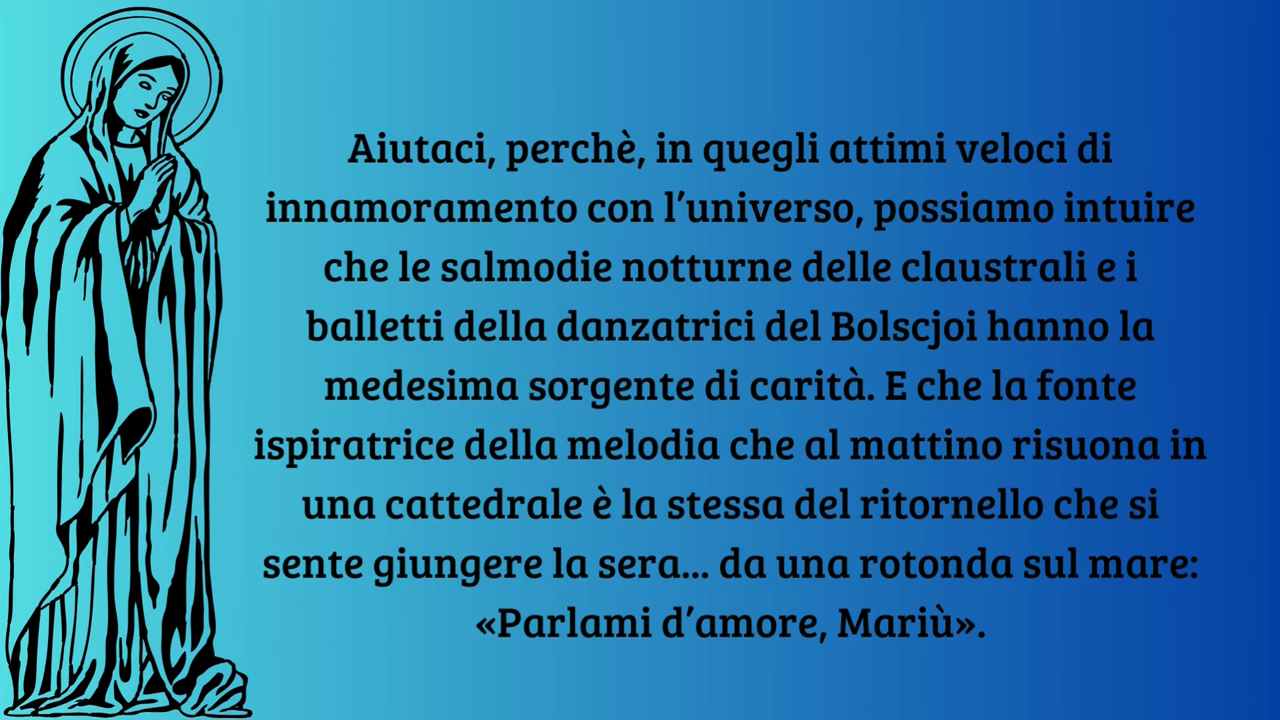 Aiutaci, perchè, in quegli attimi veloci di
innamoramento con l’universo, possiamo intuire
che le salmodie notturne delle claustrali e i
balletti della danzatrici del Bolscjoi hanno la
medesima sorgente di carità. E che la fonte
ispiratrice della melodia che al mattino risuona in
una cattedrale è la stessa del ritornello che si
sente giungere la sera... da una rotonda sul mare:
«Parlami d’amore, Mariù».